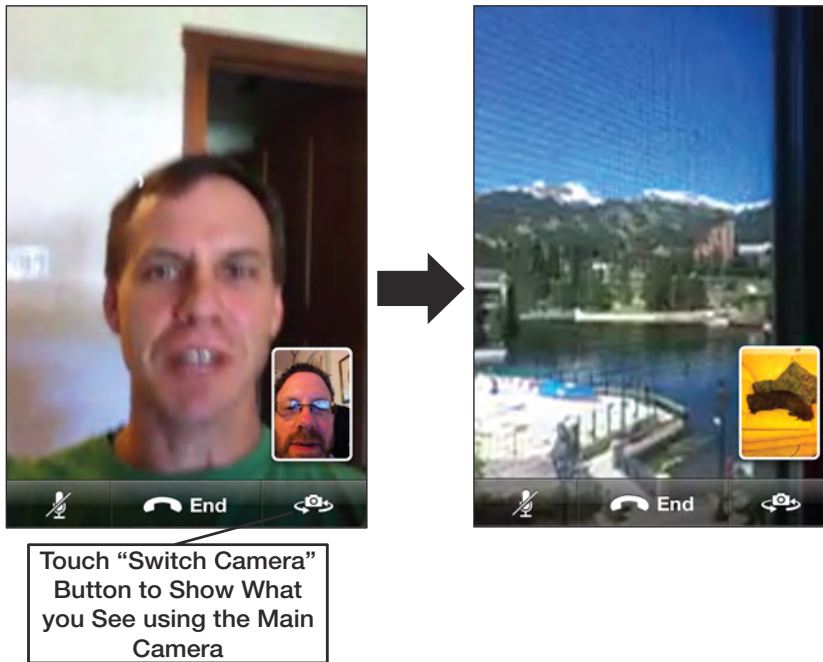 End
End
Touch “Switch Camera”
Button to Show What
you See using the Main
Camera